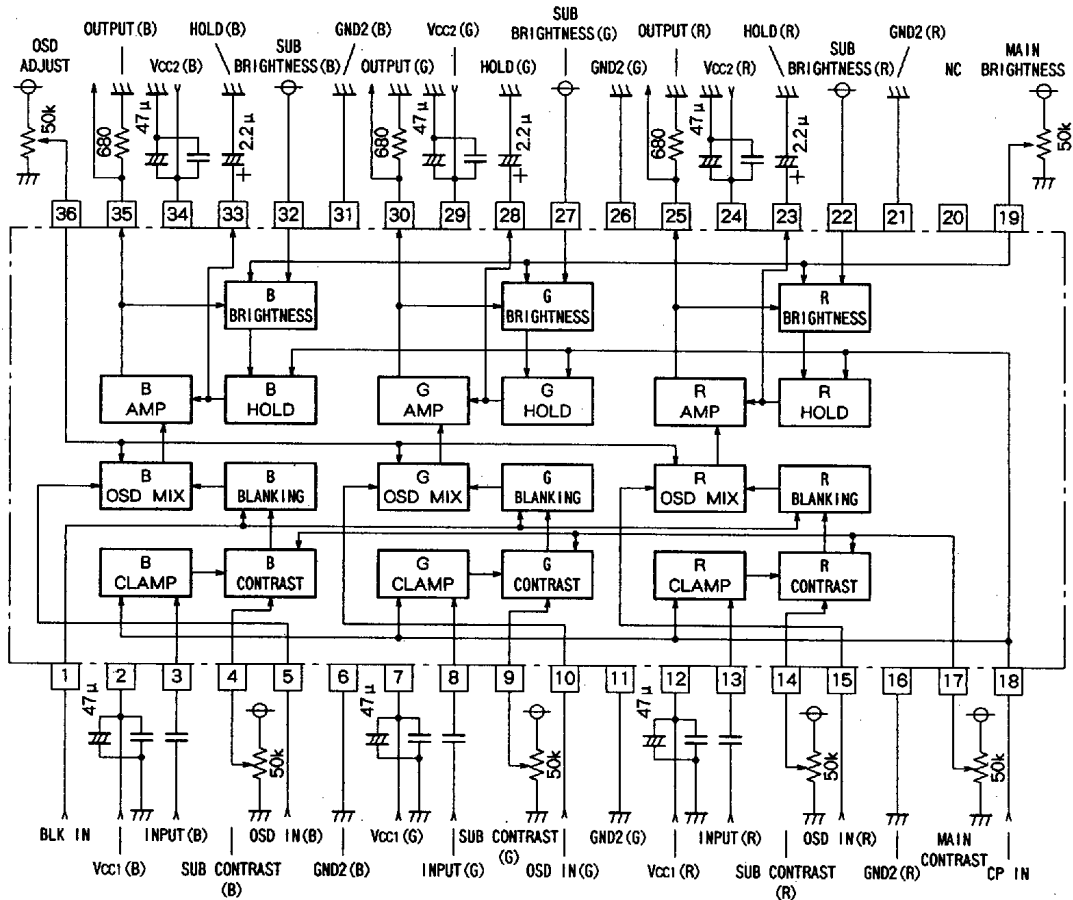 OSD
ADJUST
OUTPUT(B)
HOLD(B)
VCC2(B)
SUB
BRIGHTNESS(B)
GND2(B)
OUTPUT(G)
VCC2(G)
HOLD(G)
SUB
BRIGHTNESS(G)
GND2(G)
OUTPUT(R)
VCC2(R)
HOLD(R)
SUB
BRIGHTNESS(R)
GND2(R)
NC
MAIN
BRIGHTNESS
50k
680
47μ
2.2μ
+
680
47μ
2.2μ
+
680
47μ
2.2μ
+
50k
36 35 34 33 32 31 30 29 28 27 26 25 24 23 22 21 20 19
B
BRIGHTNESS
G
BRIGHTNESS
R
BRIGHTNESS
B
AMP
B
HOLD
G
AMP
G
HOLD
R
AMP
R
HOLD
B
OSD MIX
B
BLANKING
G
OSD MIX
G
BLANKING
R
OSD MIX
R
BLANKING
B
CLAMP
B
CONTRAST
G
CLAMP
G
CONTRAST
R
CLAMP
R
CONTRAST
1 2 3 4 5 6 7 8 9 10 11 12 13 14 15 16 17 18
47μ
50k
47μ
50k
47μ
50k
50k
BLK IN
VCC1(B)
INPUT(B)
SUB CONTRAST
(B)
OSD IN(B)
GND2(B)
VCC1(G)
INPUT(G)
SUB CONTRAST
(G)
OSD IN(G)
GND2(G)
VCC1(R)
INPUT(R)
SUB CONTRAST
(R)
OSD IN(R)
GND2(R)
MAIN
CONTRAST
CP IN